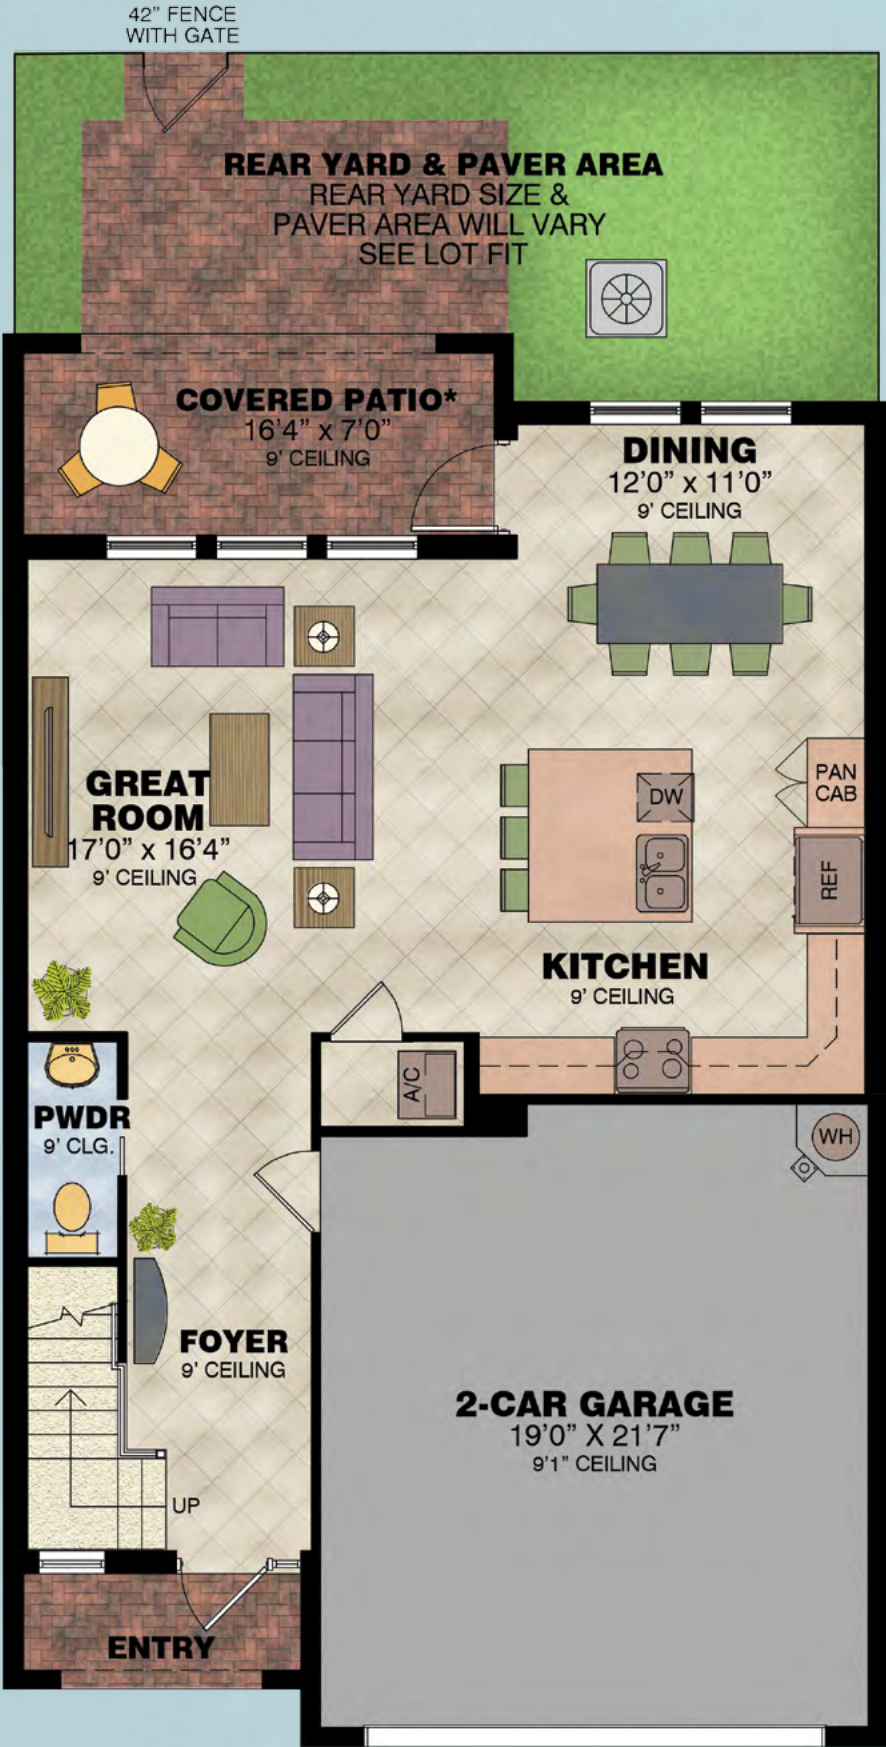 42” FENCE
WITH GATE
REAR YARD & PAVER AREA
REAR YARD SIZE &
PAVER AREA WILL VARY
SEE LOT FIT
COVERED PATIO*
16’4” x 7’0”
9’ CEILING
DINING
12’0” x 11’0”
9’ CEILING
GREAT
ROOM
17’0” x 16’4”
9’ CEILING
DW
PAN
CAB
REF
KITCHEN
9’ CEILING
A/C
PWDR
9’ CLG.
WH
FOYER
9’ CEILING
2-CAR GARAGE
19’0” X 21’7”
9’1” CEILING
UP
ENTRY